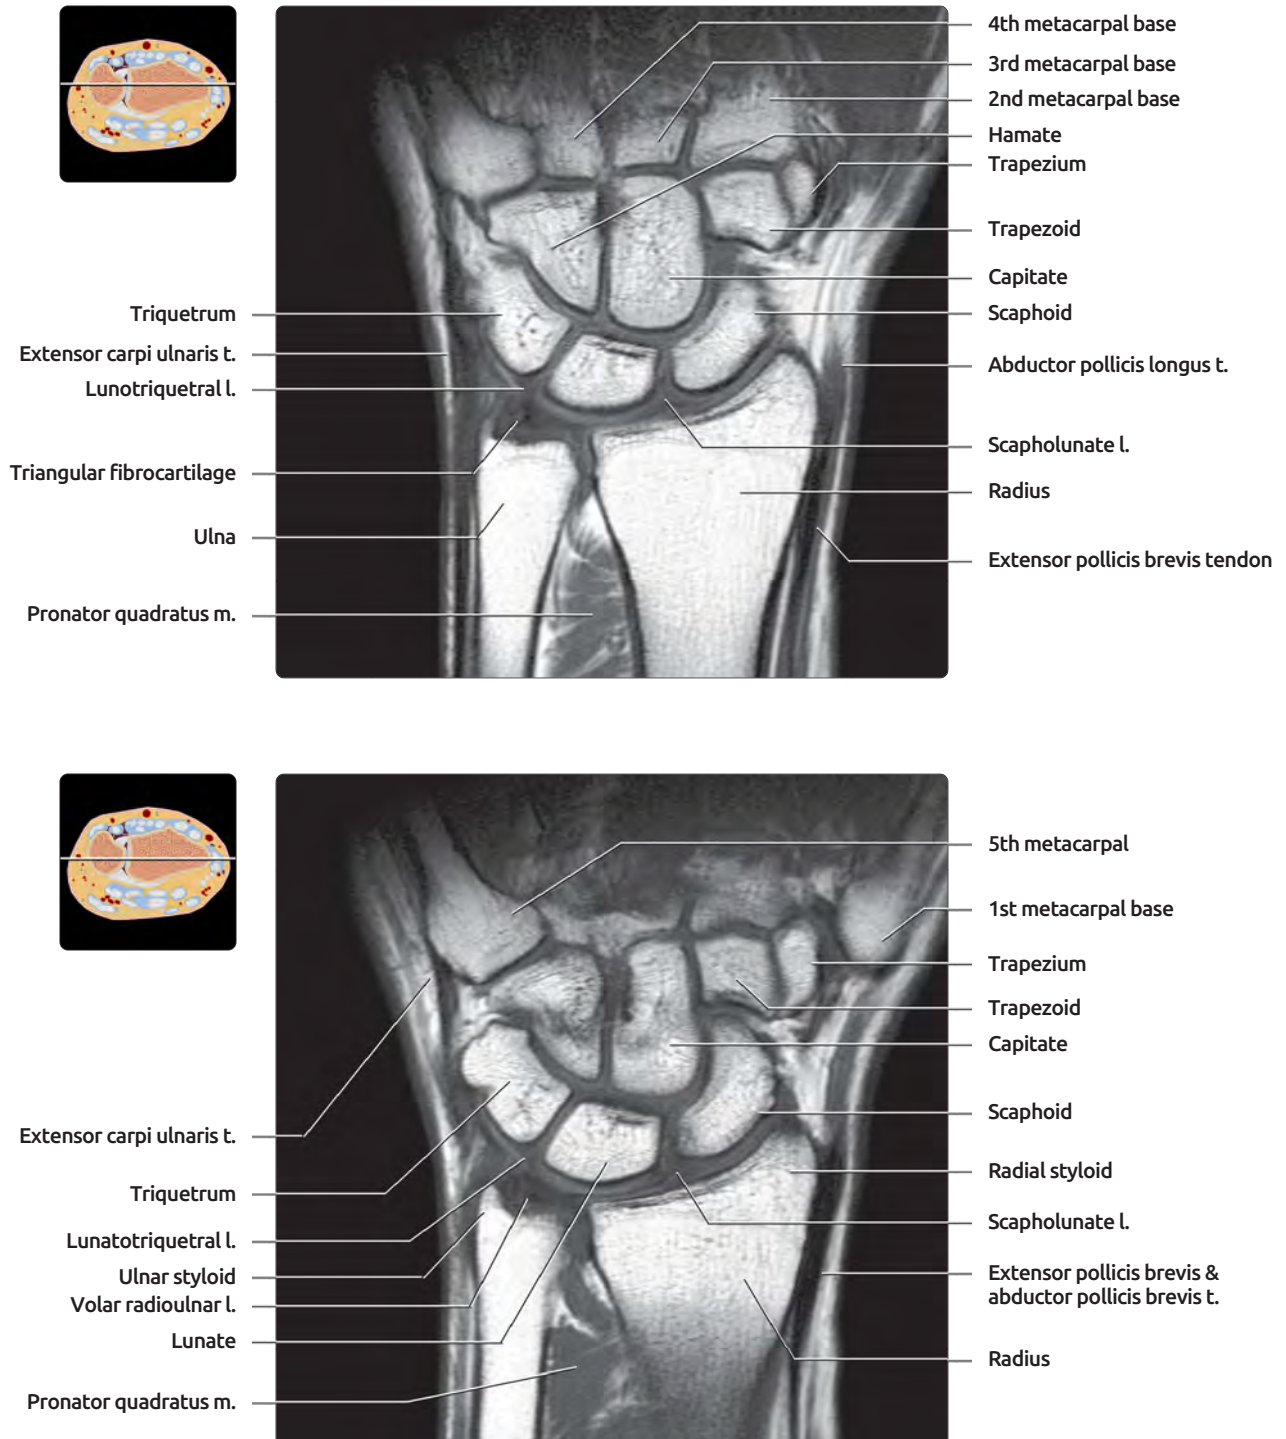 4th metacarpal base
3rd metacarpal base
2nd metacarpal base
Hamate
Trapezium
Trapezoid
Capitate
Scaphoid
Abductor pollicis longus t.
Scapholunate l.
Radius
Extensor pollicis brevis tendon
Triquetrum
Extensor carpi ulnaris t.
Lunotriquetral l.
Triangular fibrocartilage
Ulna
Pronator quadratus m.
5th metacarpal
1st metacarpal base
Trapezium
Trapezoid
Capitate
Scaphoid
Radial styloid
Scapholunate l.
Extensor pollicis brevis &
abductor pollicis brevis t.
Radius
Extensor carpi ulnaris t.
Triquetrum
Lunatotriquetral l.
Ulnar styloid
Volar radioulnar l.
Lunate
Pronator quadratus m.